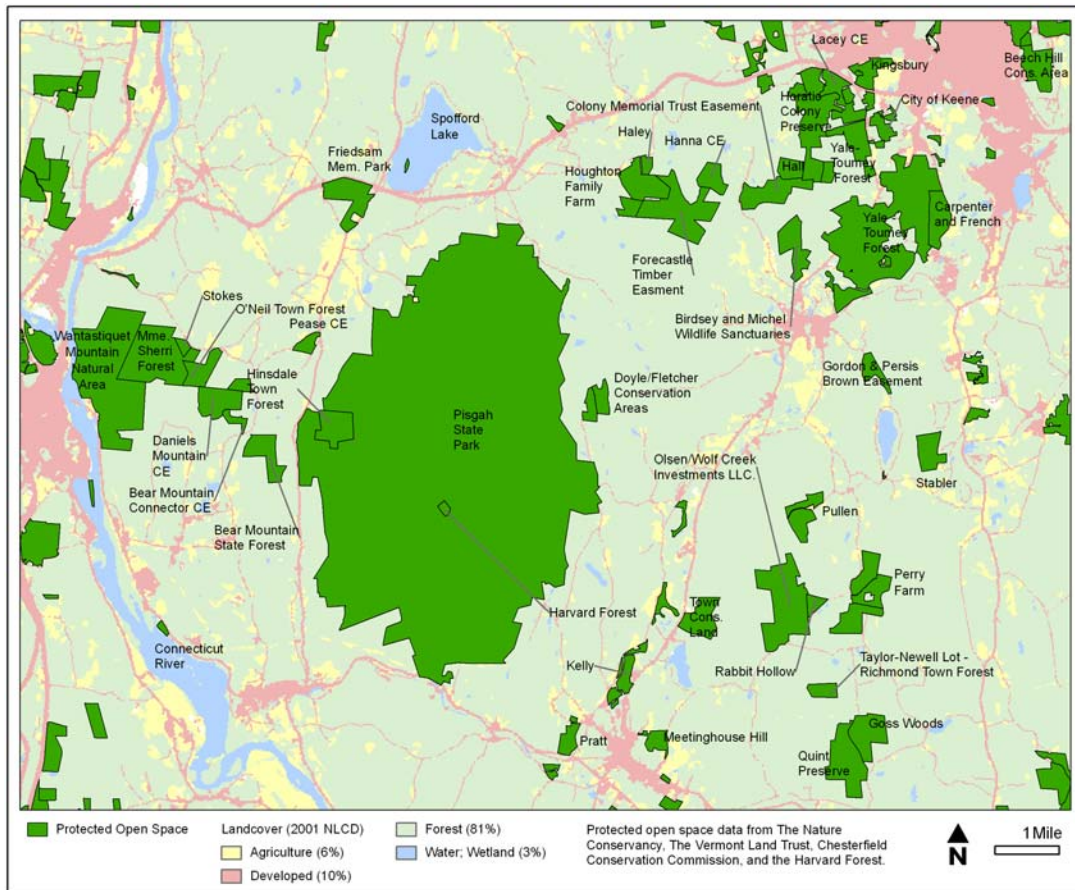 Lacey CE
Kingsbury
Beech Hill
Cons. Area
Colony Memorial Trust Easement
Horatio
Colony
Preserve
City of Keene
Spofford
Lake
Haley
Hanna CE
Friedsam
Mem. Park
Houghton
Family
Farm
Hall
Yale-
Toumey
Forest
Carpenter
and French
Yale -
Toumey
Forest
Forecastle
Timber
Easment
Stokes
O'Neil Town Forest
Pease CE
Birdsey and Michel
Wildlife Sanctuaries
Wantastiquet
Mountain
Natural
Area
Mme.
Sherri
Forest
Hinsdale
Town
Forest
Gordon & Persis
Brown Easement
Doyle/Fletcher
Conservation
Areas
Pisgah
State
Park
Daniels
Mountain
CE
Olsen/Wolf Creek
Investments LLC.
Stabler
Bear Mountain
Connector CE
Bear Mountain
State Forest
Pullen
Perry
Farm
Harvard Forest
Town
Cons.
Land
Connecticut
River
Kelly
Rabbit Hollow
Taylor-Newell Lot -
Richmond Town Forest
Goss Woods
Pratt
Meetinghouse Hill
Quint
Preserve
Protected Open Space
Landcover (2001 NLCD)
Agriculture (6%)
Developed (10%)
Forest (81%)
Water; Wetland (3%)
Protected open space data from The Nature
Conservancy, The Vermont Land Trust, Chesterfield
Conservation Commission, and the Harvard Forest.
N
1 Mile